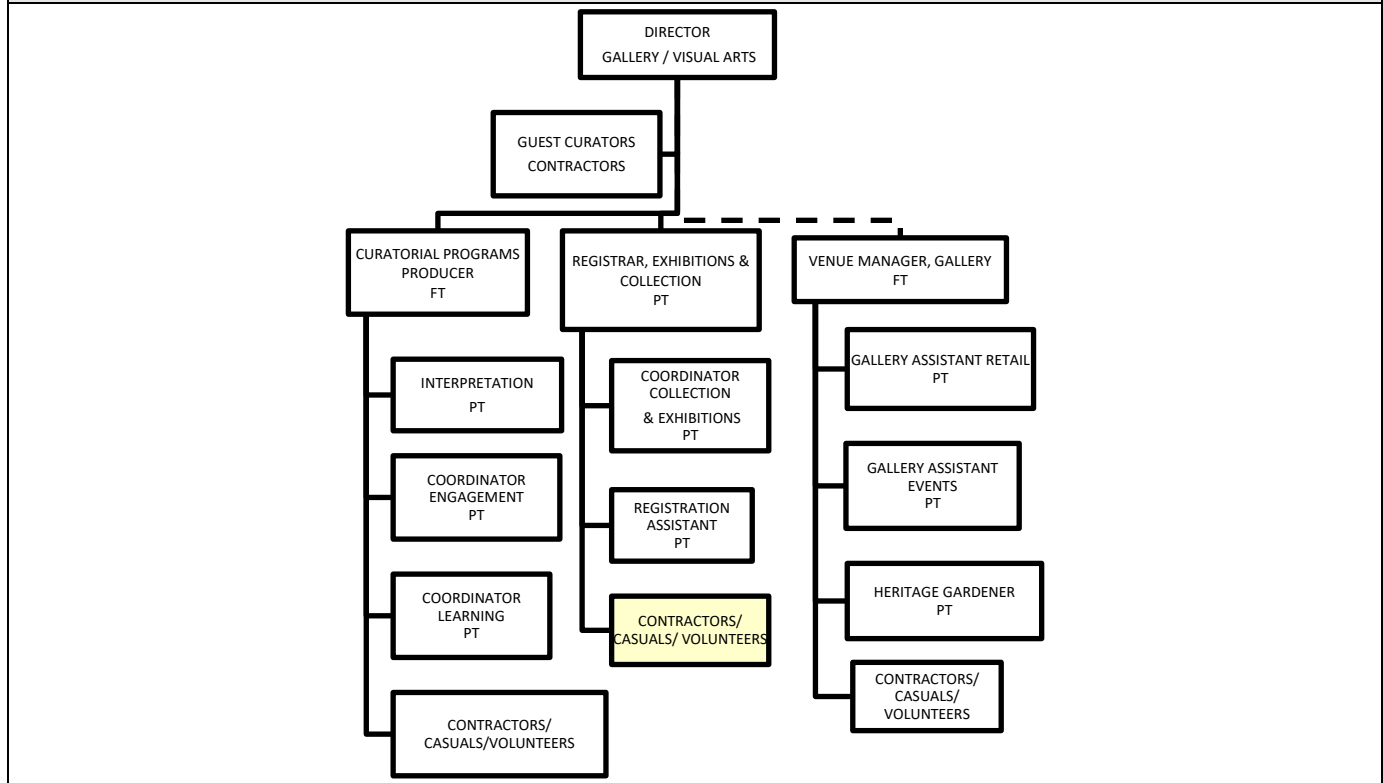 DIRECTOR
GALLERY / VISUAL ARTS
GUEST CURATORS
CONTRACTORS
CURATORIAL PROGRAMS
PRODUCER
FT
REGISTRAR, EXHIBITIONS &
COLLECTION
PT
VENUE MANAGER, GALLERY
FT
INTERPRETATION
PT
COORDINATOR
ENGAGEMENT
PT
COORDINATOR
LEARNING
PT
CONTRACTORS/
CASUALS/VOLUNTEERS
COORDINATOR
COLLECTION
& EXHIBITIONS
PT
REGISTRATION
ASSISTANT
PT
CONTRACTORS/
CASUALS/ VOLUNTEERS
GALLERY ASSISTANT RETAIL
PT
GALLERY ASSISTANT
EVENTS
PT
HERITAGE GARDENER
PT
CONTRACTORS/
CASUALS/
VOLUNTEERS